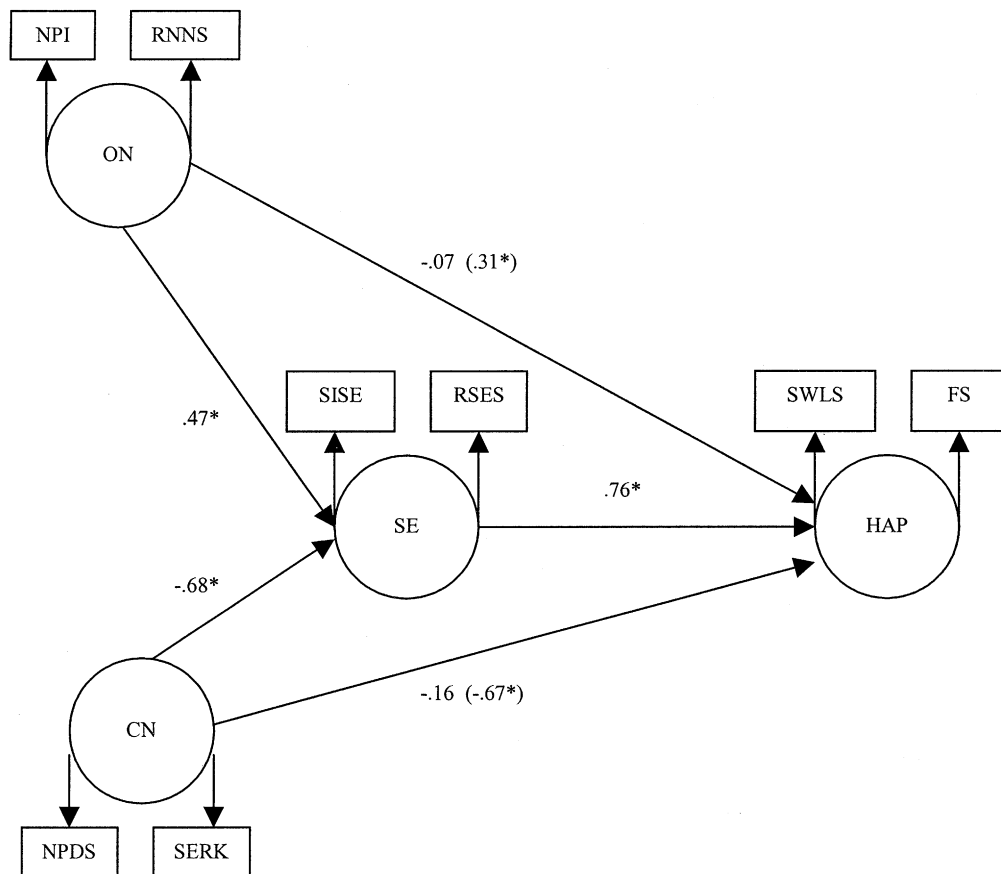 NPI RNNS
ON
-.07 (.31*)
SISE RSES SWLS FS
.47*
.76*
SE HAP
-.68*
-.16 (-.67*)
CN
NPDS SERK